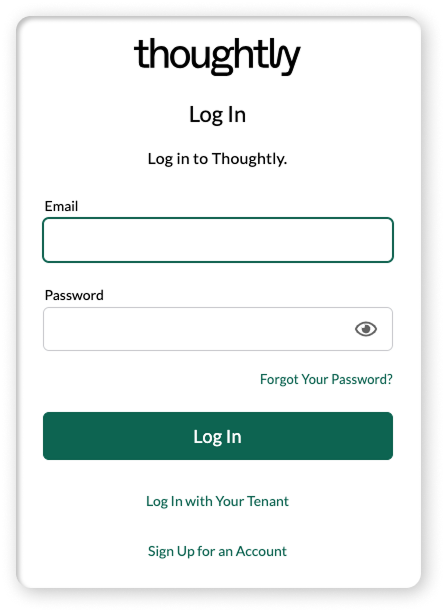 thoughtly
Log In
Log in to Thoughtly.
Email
Password
Forgot Your Password?
Log In
Log In with Your Tenant
Sign Up for an Account